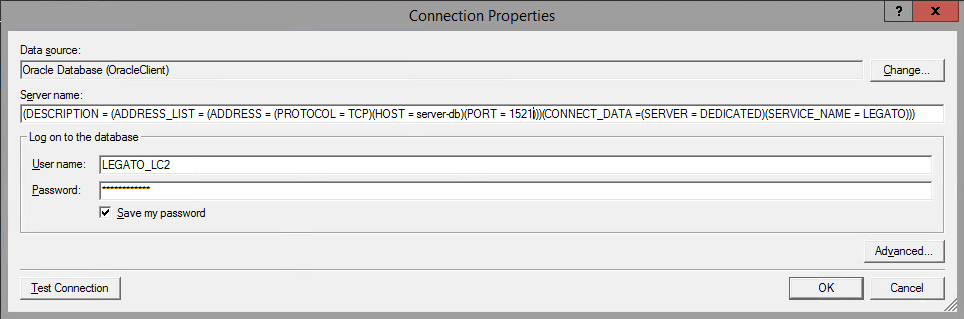 Connection Properties
?
x
Data source:
Oracle Database (OracleClient)
Change...
Server name:
(DESCRIPTION = (ADDRESS_LIST = (ADDRESS = (PROTOCOL = TCP)(HOST = server-db)(PORT = 1521)))(CONNECT_DATA =(SERVER = DEDICATED)(SERVICE_NAME = LEGATO)))
Log on to the database
User name:
LEGATO_LC2
Password:
************
Save my password
Advanced...
Test Connection
OK
Cancel